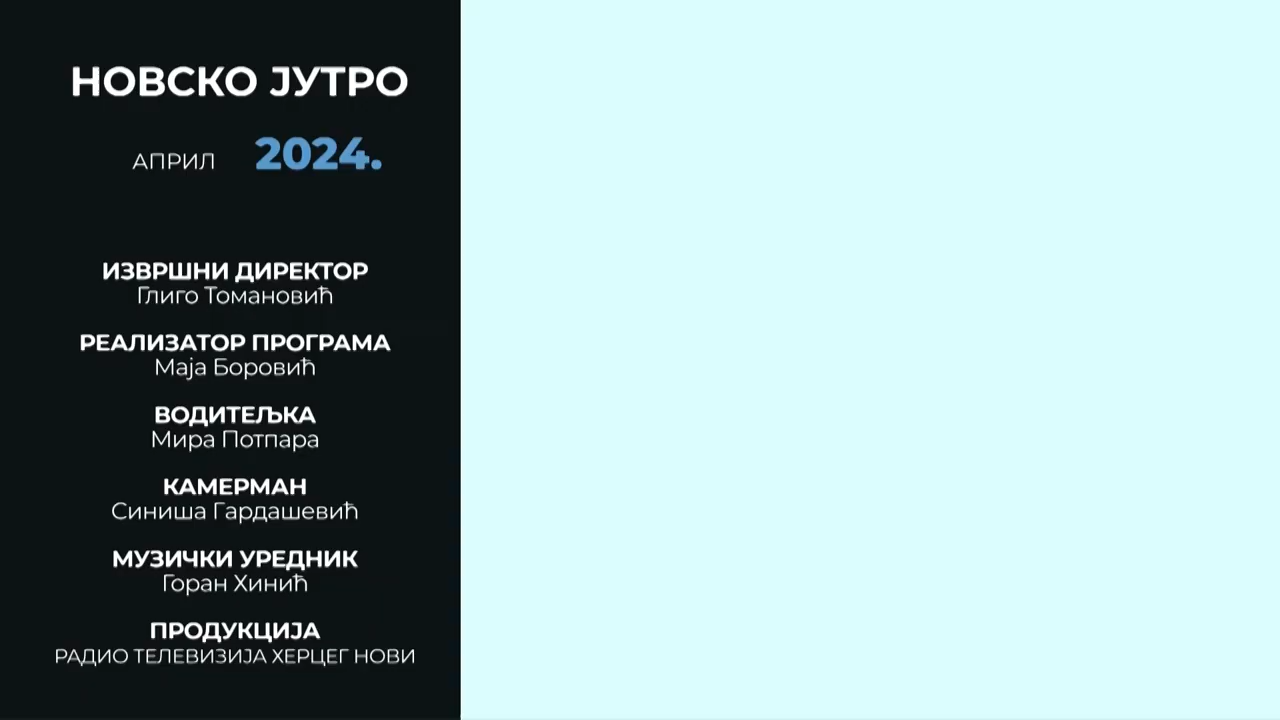 НОВСКО ЈУТРО
АПРИЛ 2024.
ИЗВРШНИ ДИРЕКТОР
Глиго Томановић
РЕАЛИЗАТОР ПРОГРАМА
Маја Боровић
ВОДИТЕЉКА
Мира Потпара
КАМЕРМАН
Синиша Гардашевић
МУЗИЧКИ УРЕДНИК
Горан Хинић
ПРОДУКЦИЈА
РАДИО ТЕЛЕВИЗИЈА ХЕРЦЕГ НОВИ